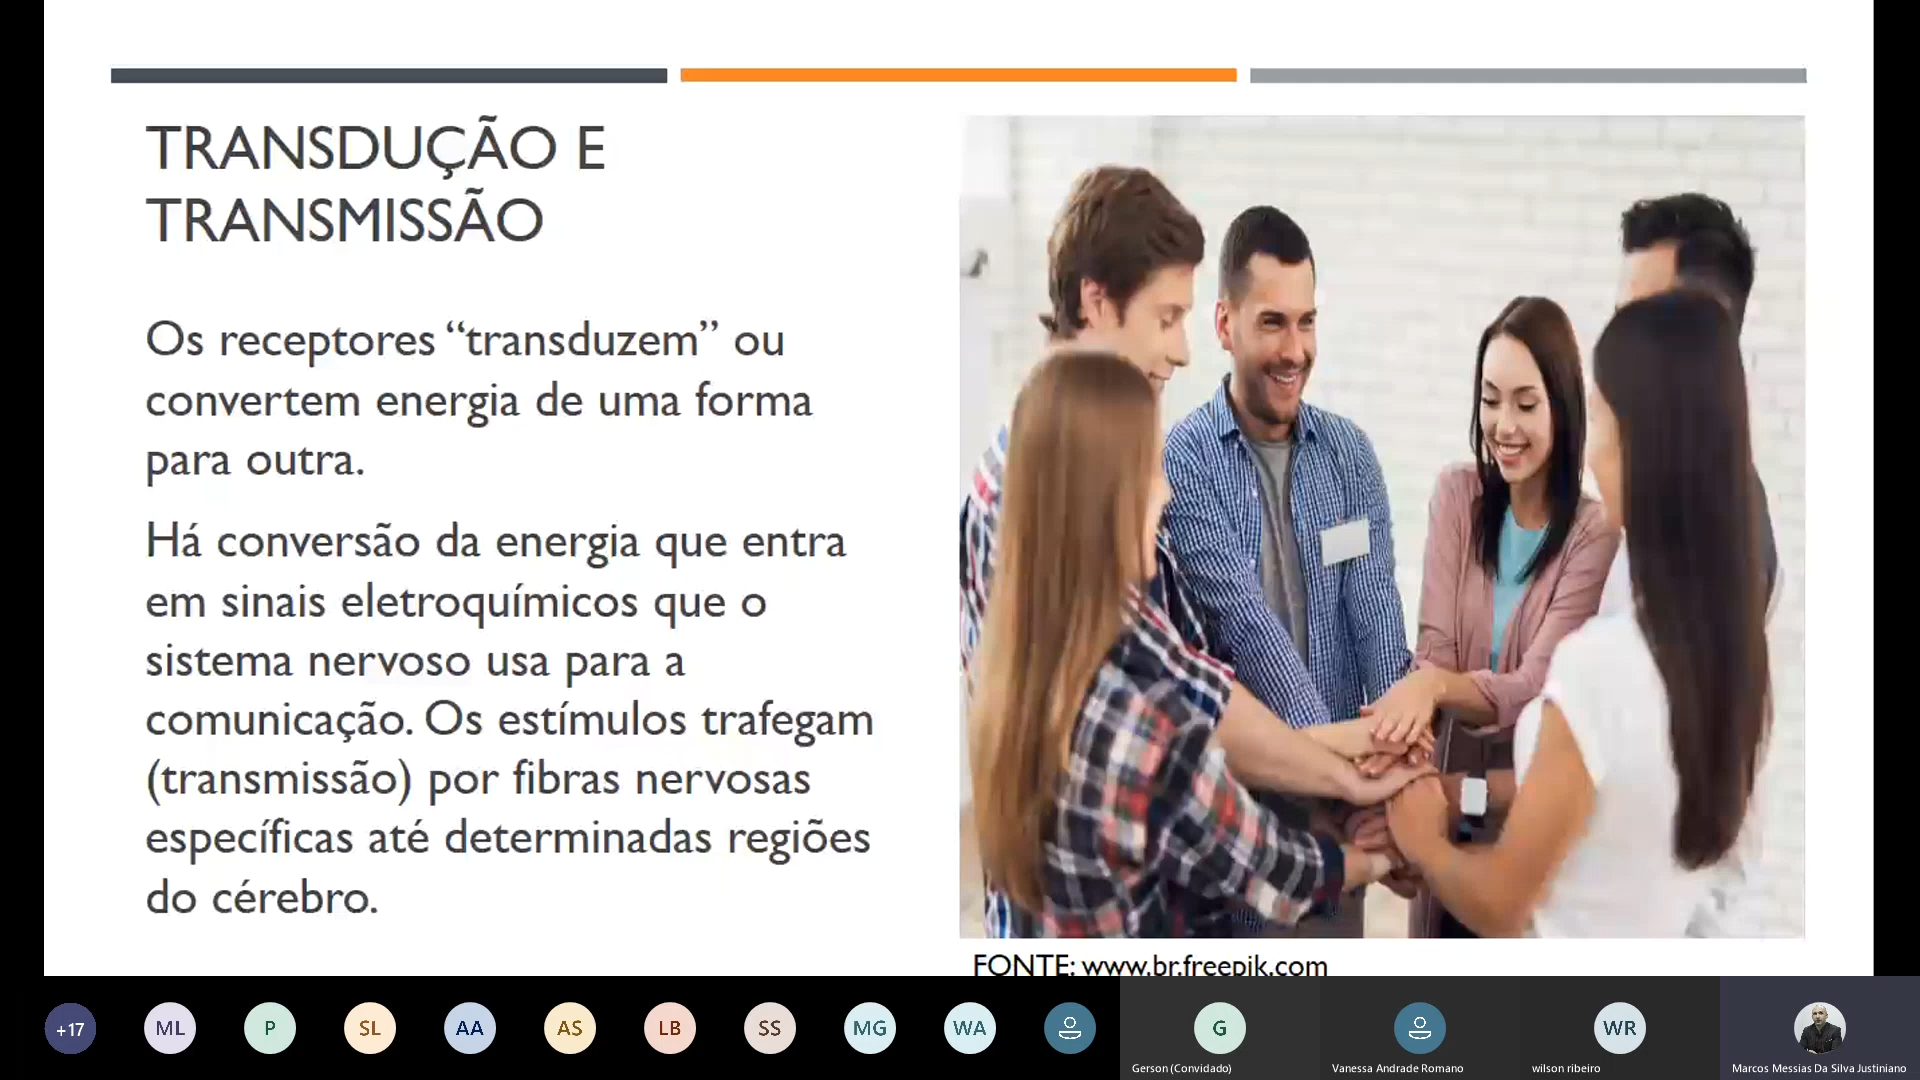 TRANSDUÇÃO E
TRANSMISSÃO
Os receptores “transduzem” ou
convertem energia de uma forma
para outra.
Há conversão da energia que entra
em sinais eletroquímicos que o
sistema nervoso usa para a
comunicação. Os estímulos trafegam
(transmissão) por fibras nervosas
específicas até determinadas regiões
do cérebro.
FONTE: www.br.freepik.com
+17
ML
P
SL
AA
AS
LB
SS
MG
WA
G
WR
Gerson (Convidado)
Vanessa Andrade Romano
wilson ribeiro
Marcos Messias Da Silva Justiniano